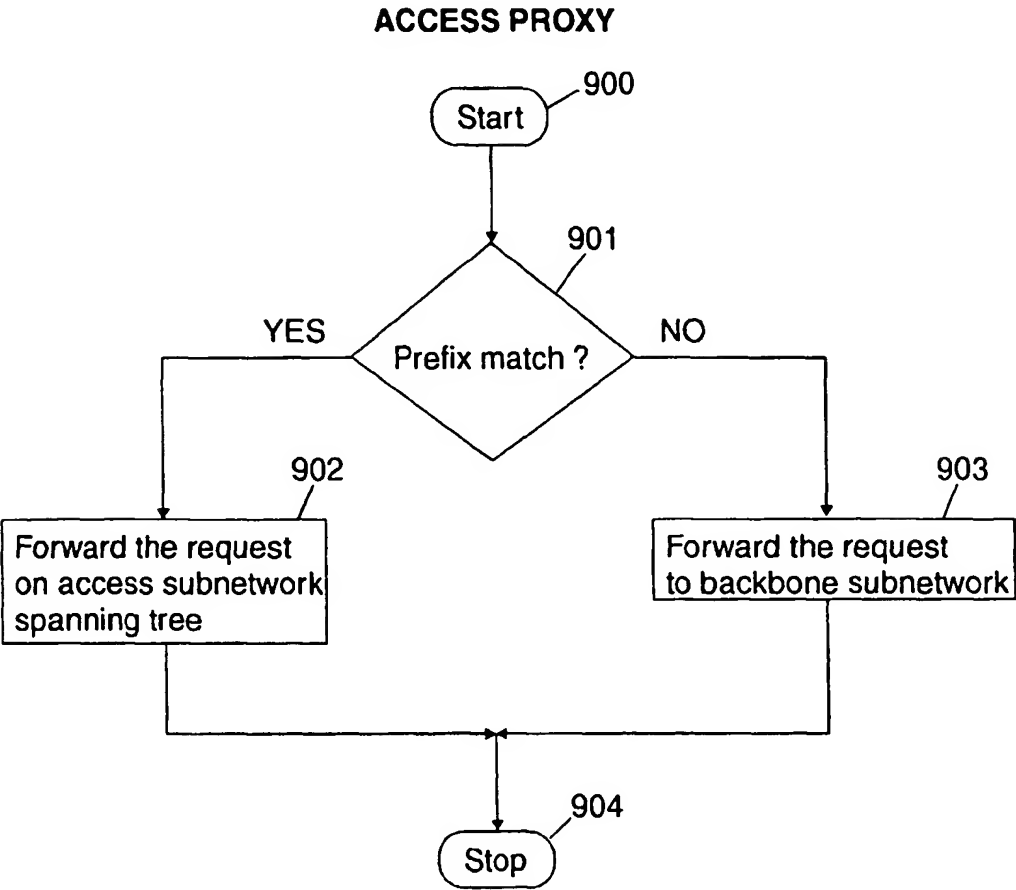 ACCESS PROXY
900
Start
901
YES
Prefix match ?
NO
902
Forward the request
on access subnetwork
spanning tree
903
Forward the request
to backbone subnetwork
904
Stop